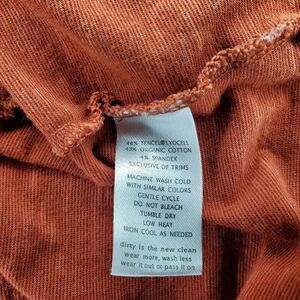 48% TENCEL® LYOCELL
48% ORGANIC COTTON
4% SPANDEX
EXCLUSIVE OF TRIMS
MACHINE WASH COLD
WITH SIMILAR COLORS
GENTLE CYCLE
DO NOT BLEACH
TUMBLE DRY
LOW HEAT
IRON COOL AS NEEDED
dirty is the new clean
wear more, wash less
wear it out or pass it on